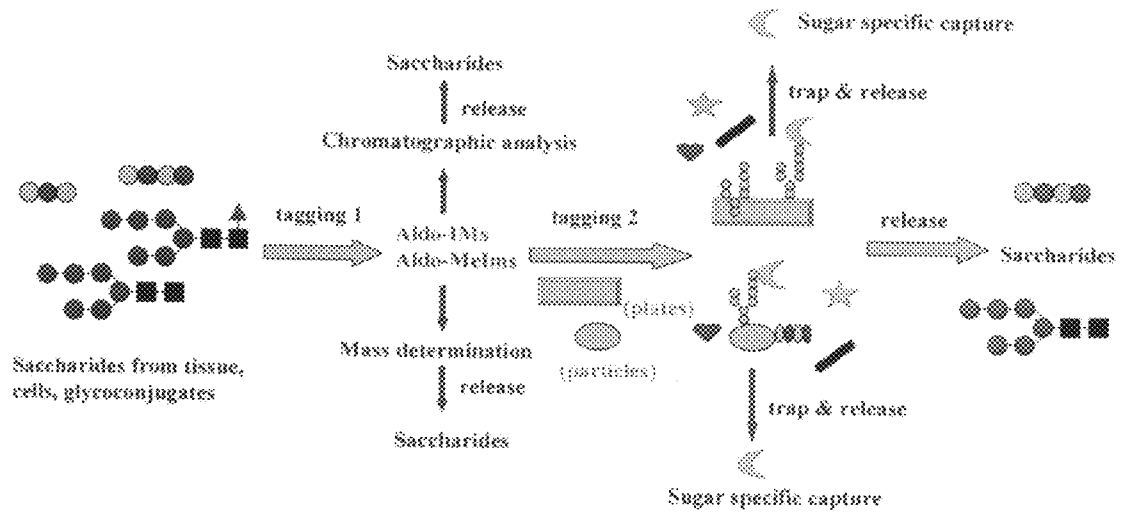 Sugar specific capture
Saccharides
release
trap & release
Chromatographic analysis
tagging 1
Aldo-IMs
Aldo-MeIms
tagging 2
release
Saccharides
(plates)
Mass determination
(particles)
Saccharides from tissue,
cells, glycoconjugates
release
trap & release
Saccharides
Sugar specific capture